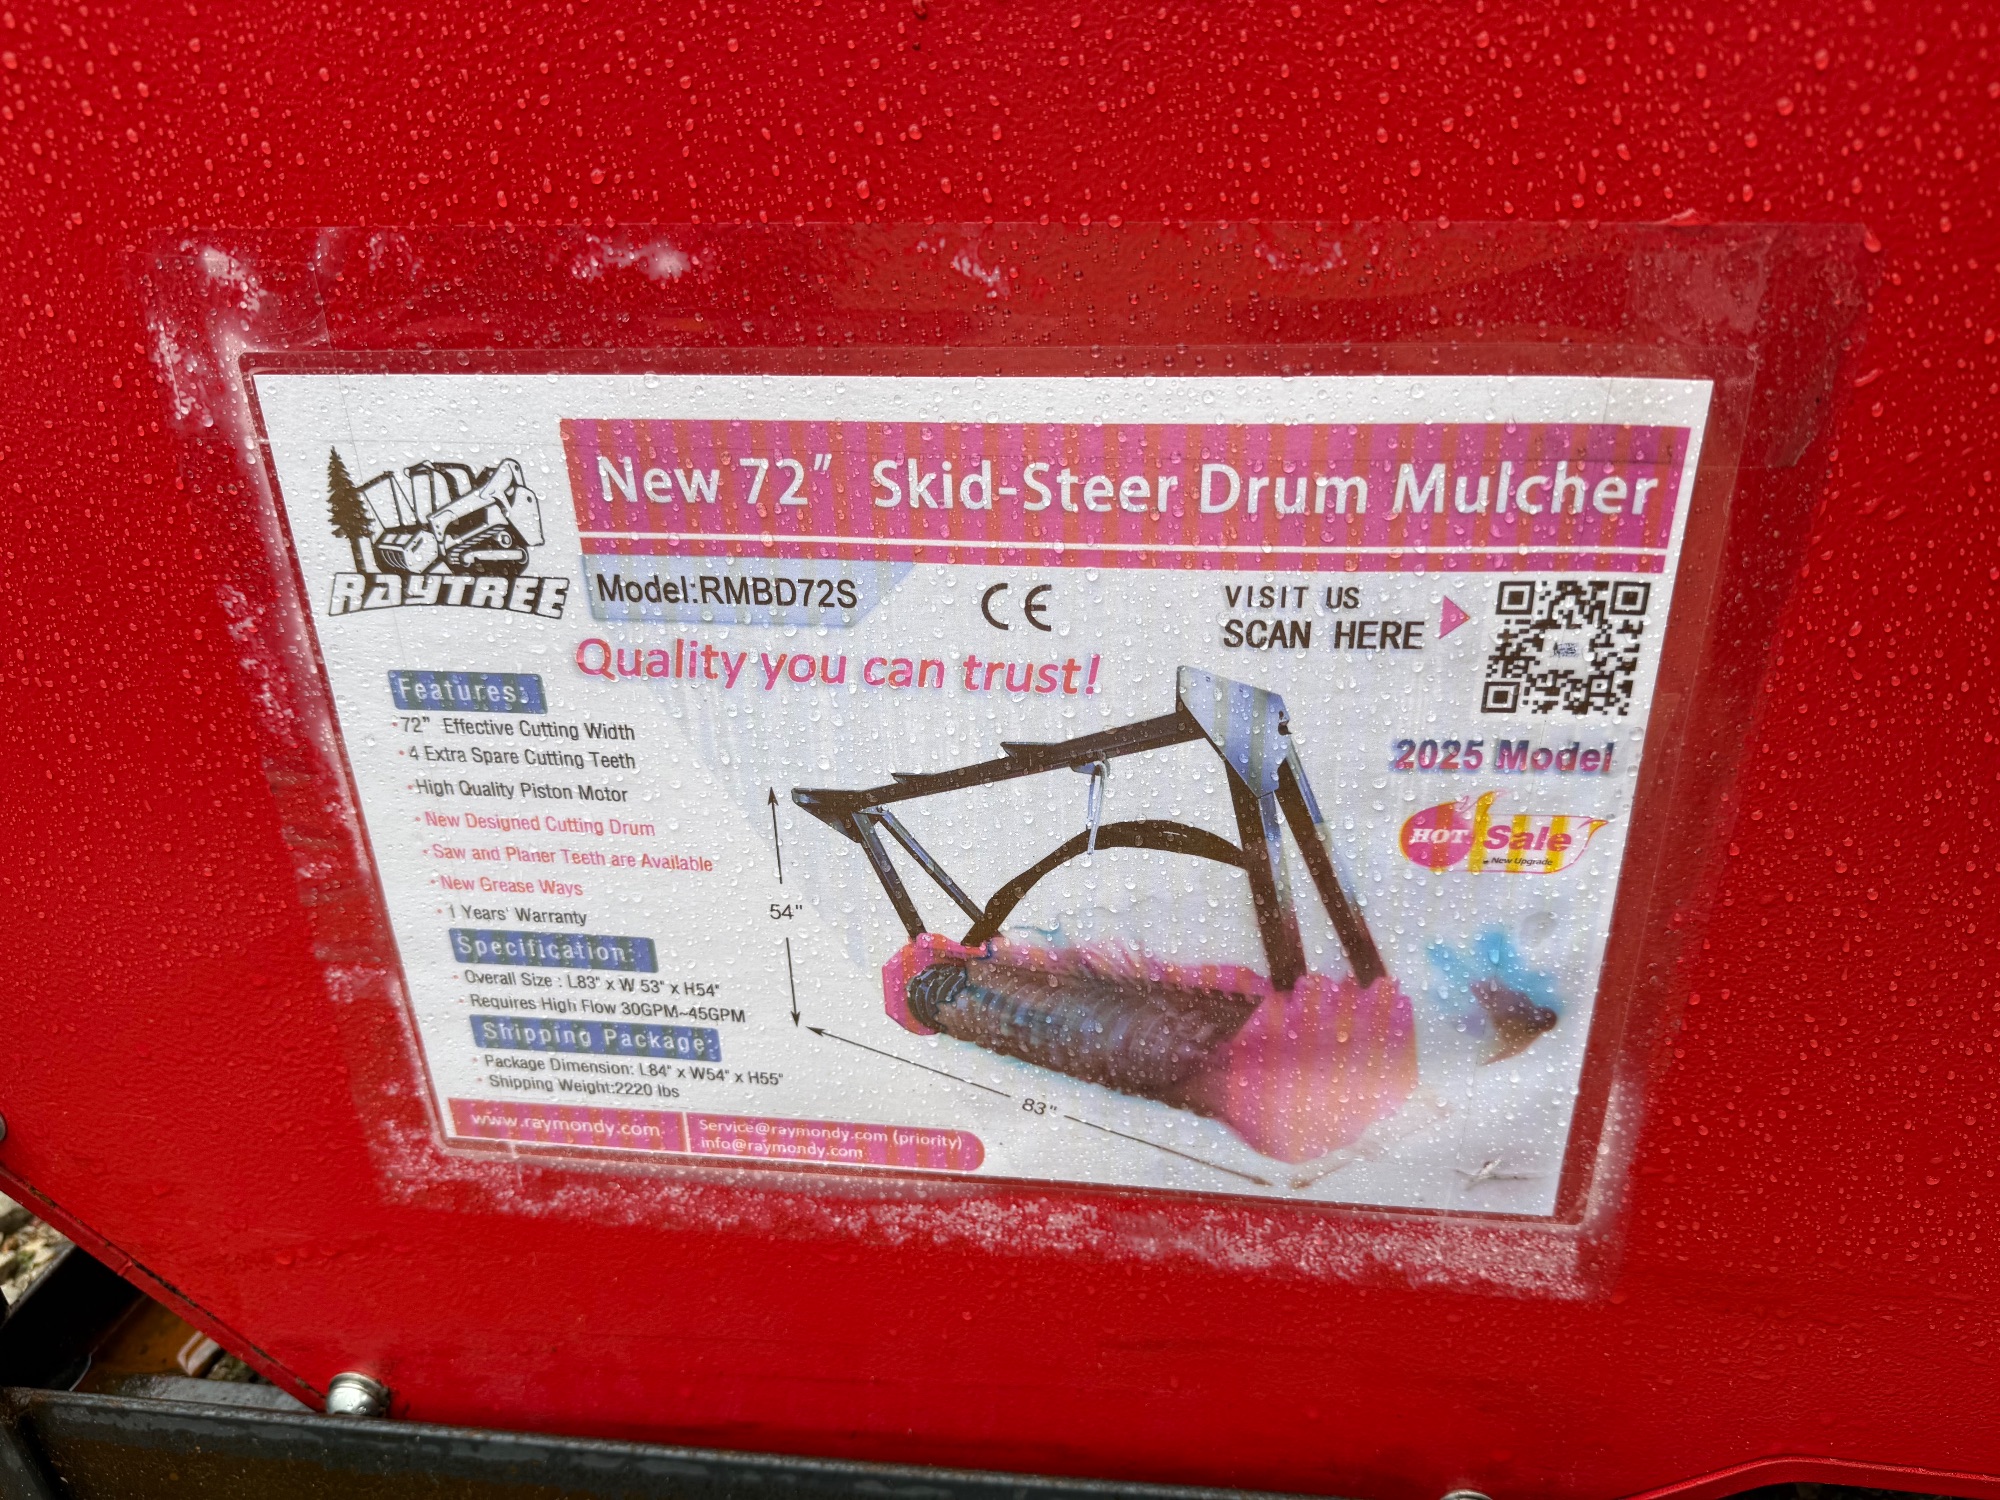 RAYTREE
New 72" Skid-Steer Drum Mulcher
Model:RMBD72S
CE
VISIT US
SCAN HERE
Quality you can trust!
2025 Model
HOT Sale
New Upgrade
Features:
·72" Effective Cutting Width
·4 Extra Spare Cutting Teeth
·High Quality Piston Motor
·New Designed Cutting Drum
·Saw and Planer Teeth are Available
·New Grease Ways
·1 Years' Warranty
Specification:
·Overall Size : L83" x W 53" x H54"
·Requires High Flow 30GPM~45GPM
Shipping Package:
·Package Dimension: L84" x W54" x H55"
·Shipping Weight:2220 lbs
54"
83"
www.raymondy.com
Service@raymondy.com (priority)
info@raymondy.com